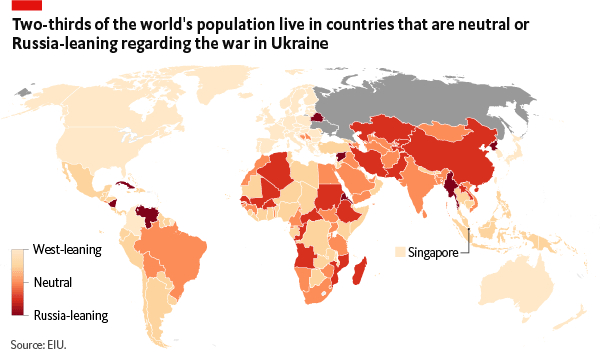 Two-thirds of the world's population live in countries that are neutral or
Russia-leaning regarding the war in Ukraine
West-leaning
Neutral
Russia-leaning
Singapore
Source: EIU.